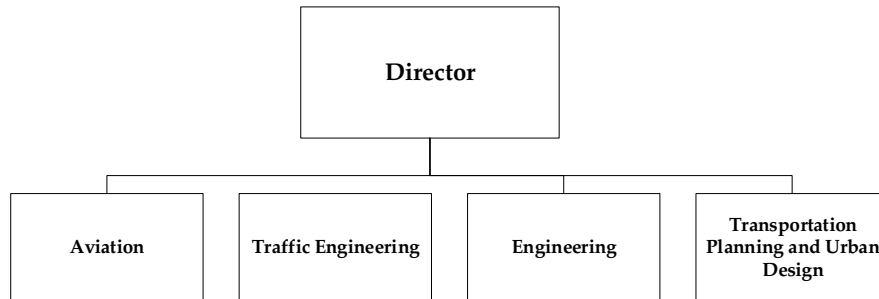 Director
Aviation
Traffic Engineering
Engineering
Transportation
Planning and Urban
Design